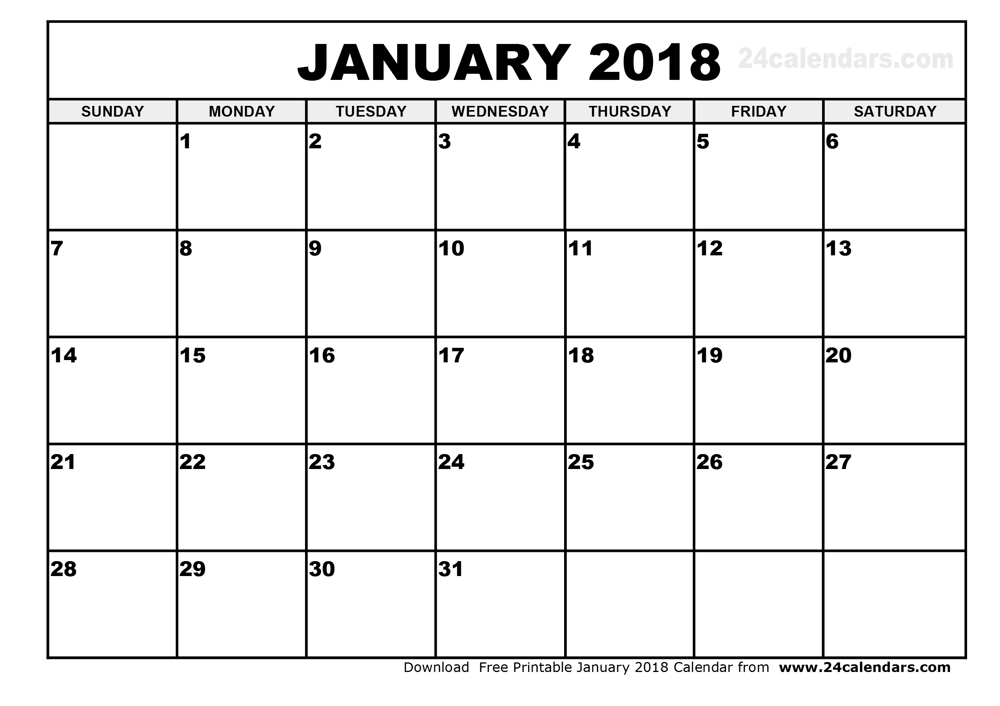 JANUARY 2018 24calendars.com
SUNDAY MONDAY TUESDAY WEDNESDAY THURSDAY FRIDAY SATURDAY
1 2 3 4 5 6
7 8 9 10 11 12 13
14 15 16 17 18 19 20
21 22 23 24 25 26 27
28 29 30 31
Download Free Printable January 2018 Calendar from www.24calendars.com